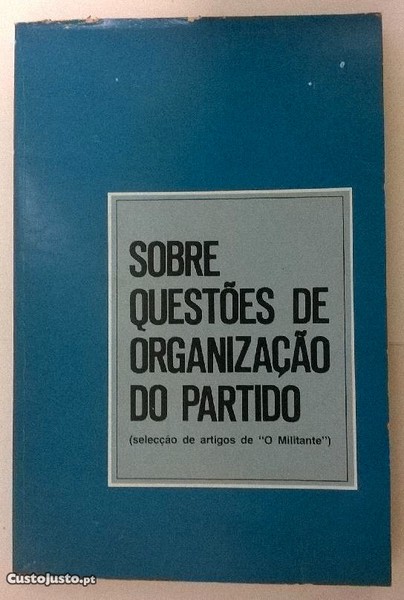 SOBRE
QUESTÕES DE
ORGANIZAÇÃO
DO PARTIDO
(selecção de artigos de "O Militante")
Custojusto.pt